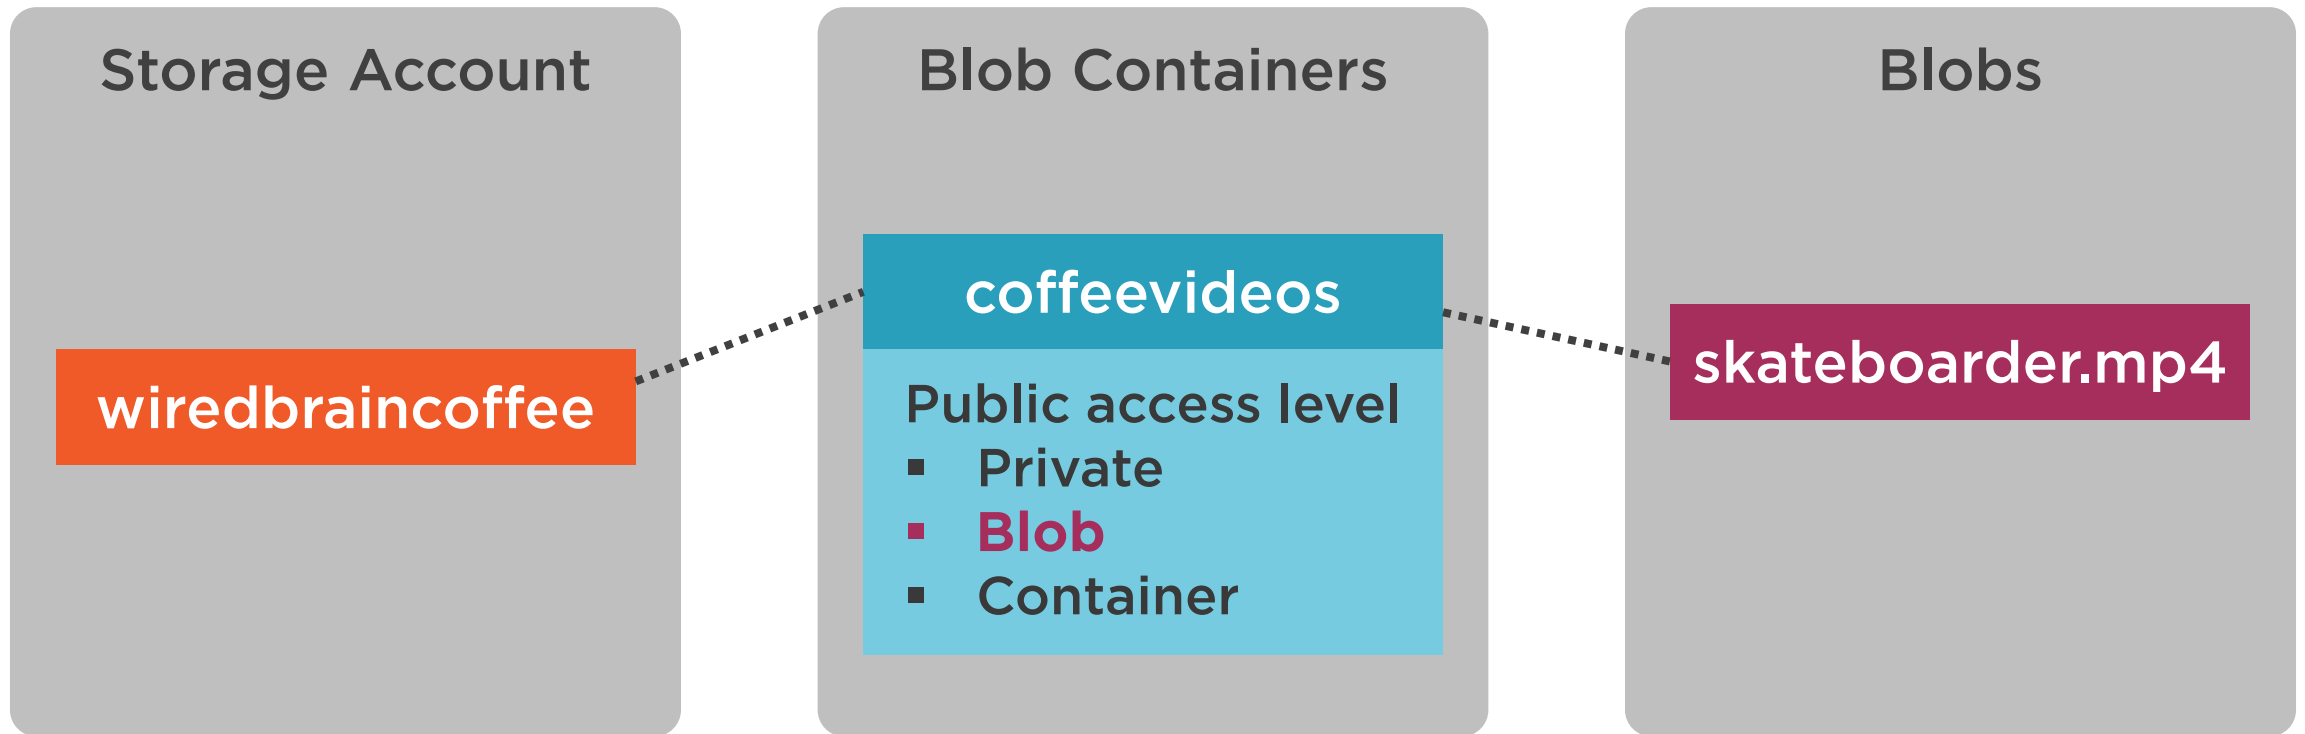 Storage Account
wiredbraincoffee
Blob Containers
coffeevideos
Public access level
▪ Private
▪ Blob
▪ Container
Blobs
skateboarder.mp4